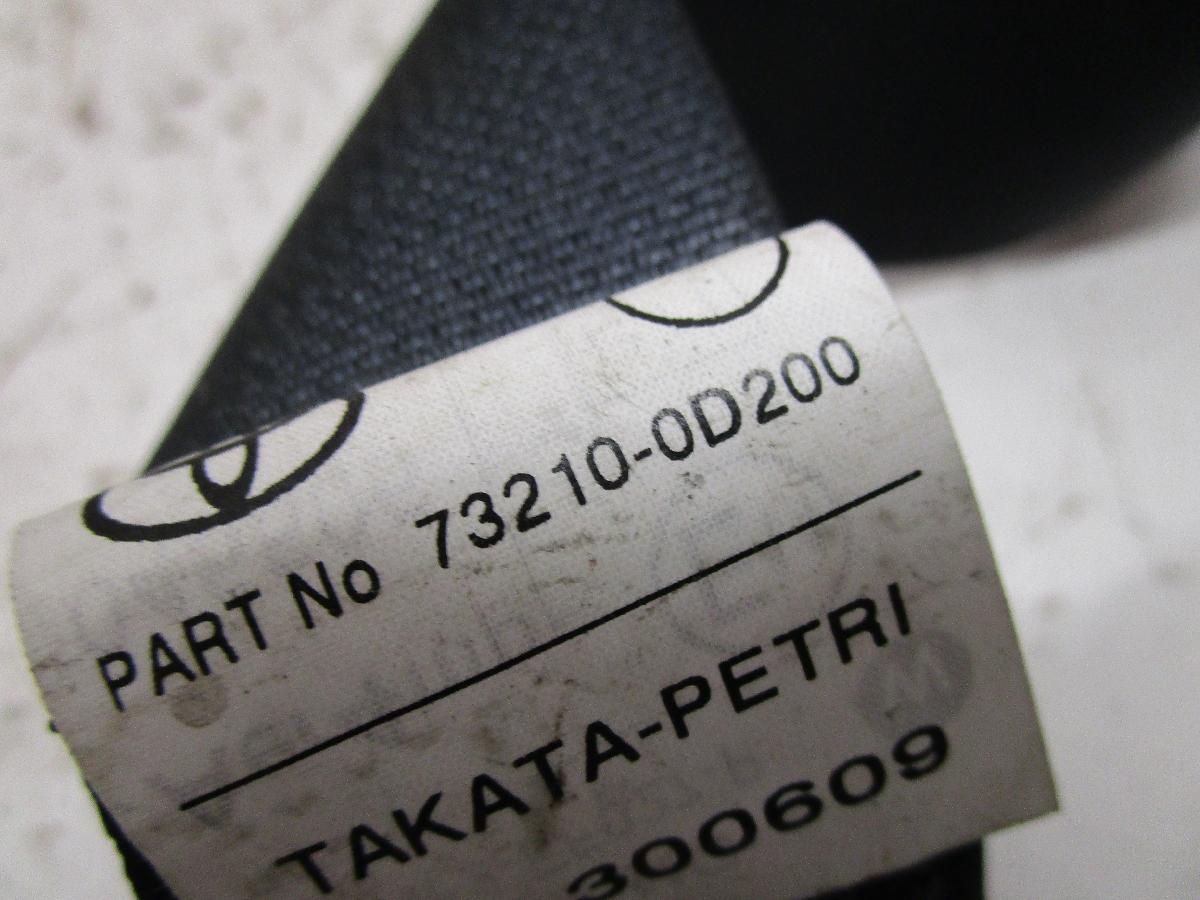 PART No 73210-0D200
TAKATA-PETRI
300609